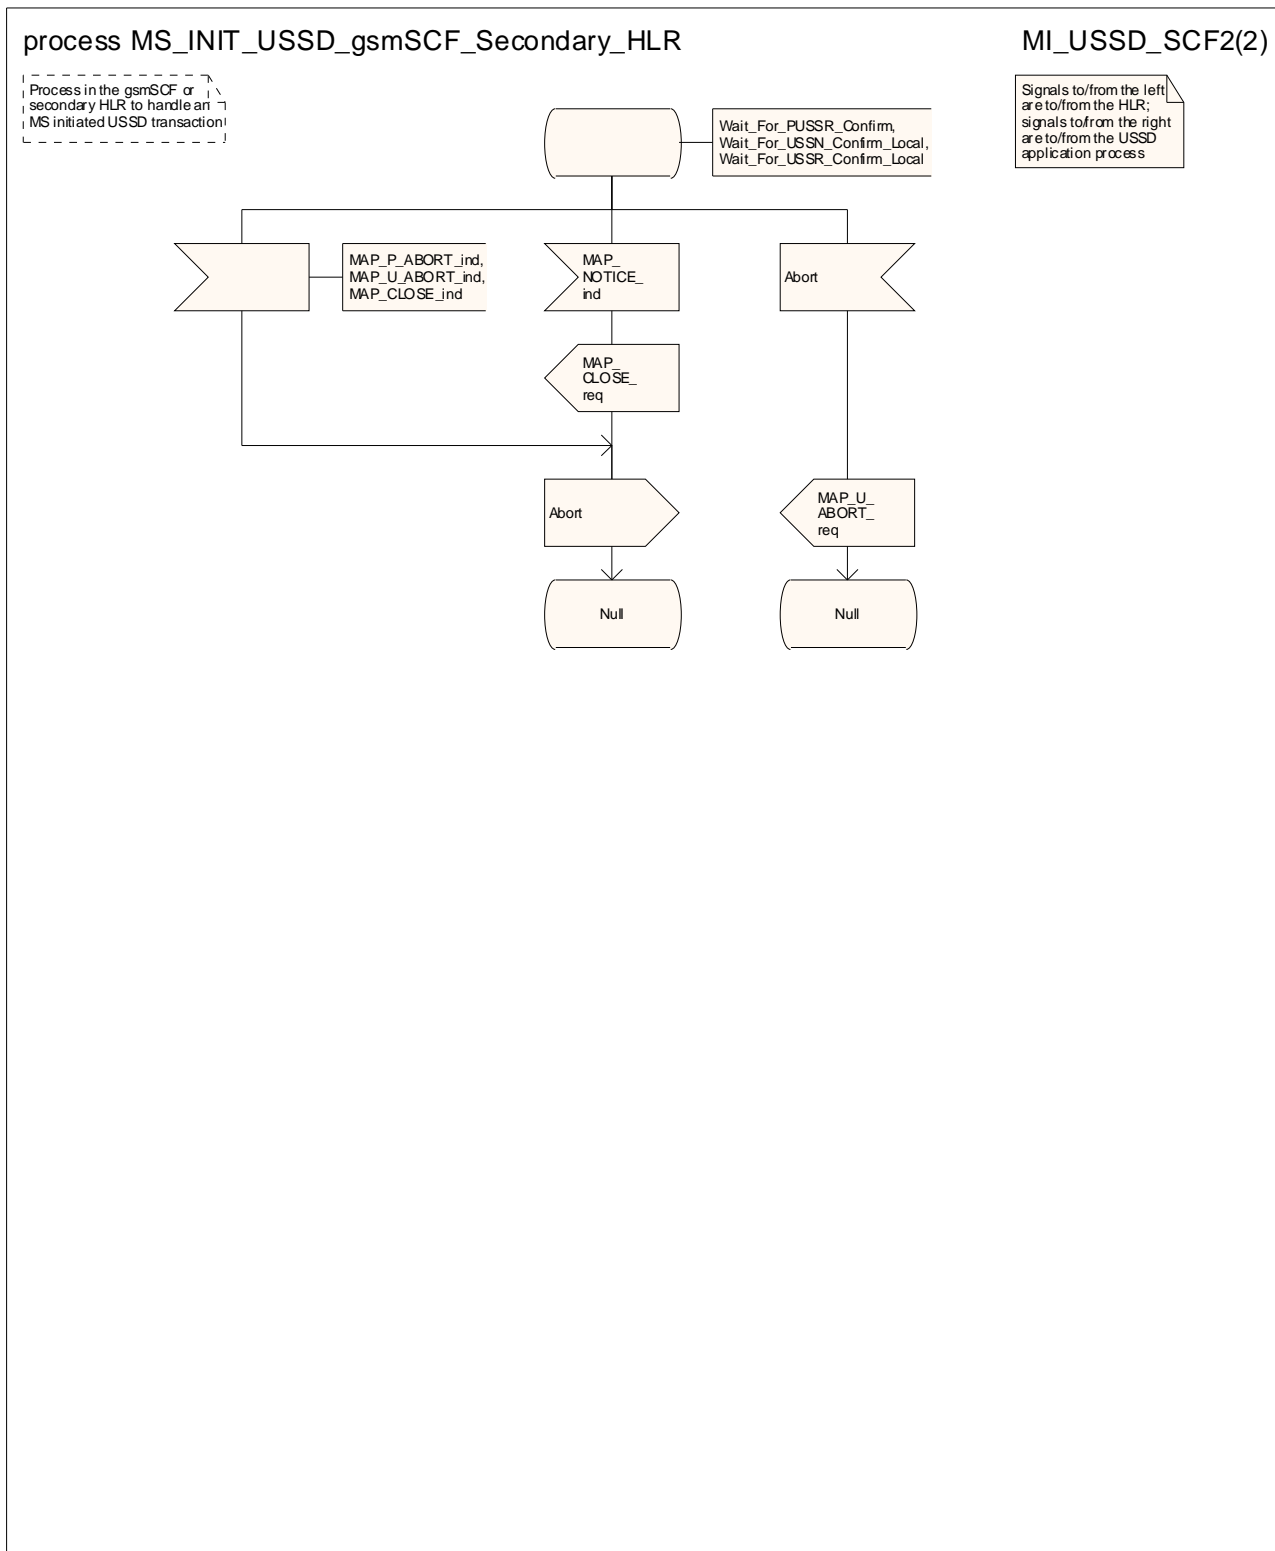 process MS_INIT_USSD_gsmSCF_Secondary_HLR
MI_USSD_SCF2(2)
Process in the gsmSCF or
secondary HLR to handle an
MS initiated USSD transaction
Signals to/from the left
are to/from the HLR;
signals to/from the right
are to/from the USSD
application process
Wait_For_PUSSR_Confirm,
Wait_For_USSN_Confirm_Local,
Wait_For_USSR_Confirm_Local
MAP_P_ABORT_ind,
MAP_U_ABORT_ind,
MAP_CLOSE_ind
MAP_
NOTICE_
ind
Abort
MAP_
CLOSE_
req
Abort
MAP_U_
ABORT_
req
Null
Null